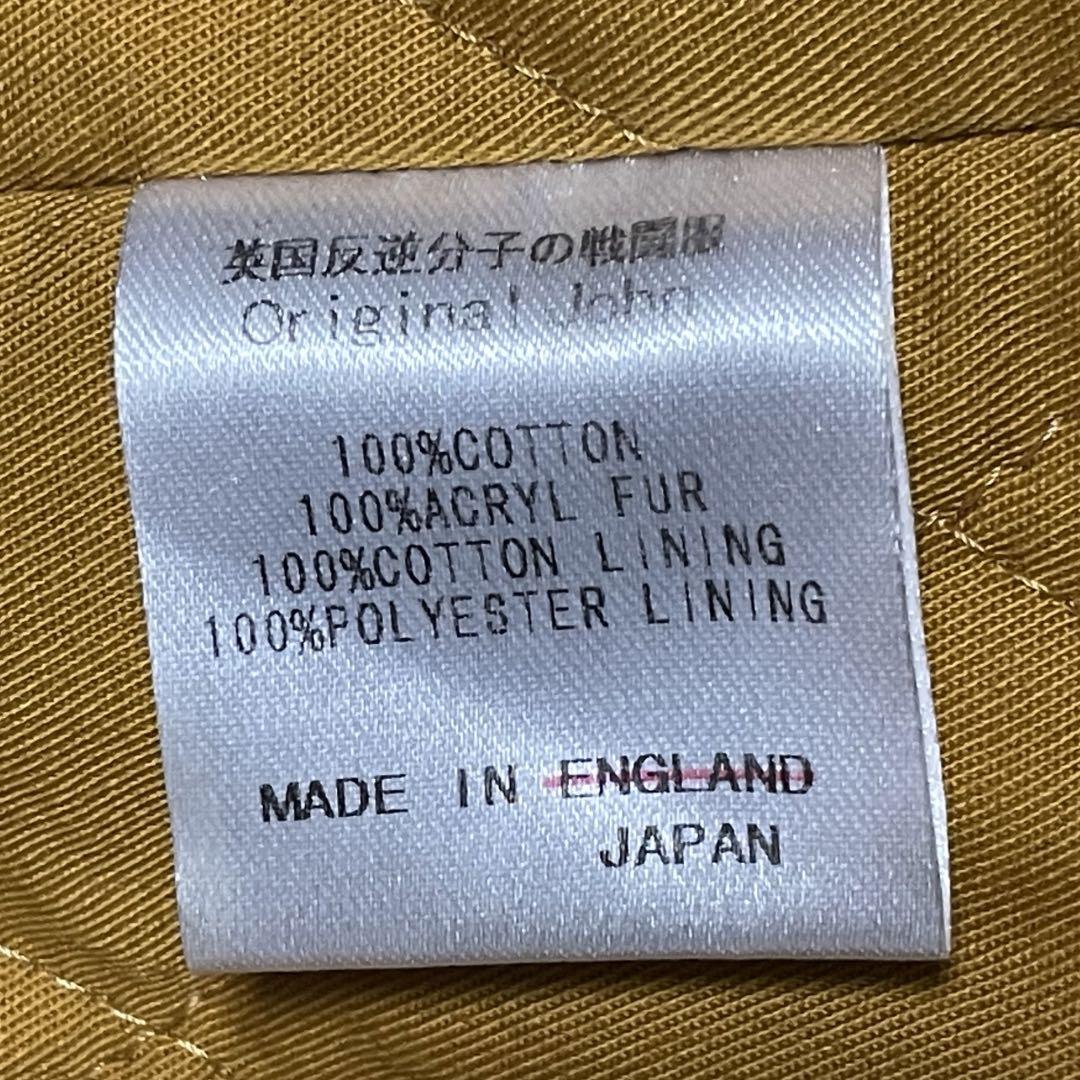 英国反逆分子の戦闘服
Original John
100%COTTON
100%ACRYL FUR
100%COTTON LINING
100%POLYESTER LINING
MADE IN ENGLAND
JAPAN